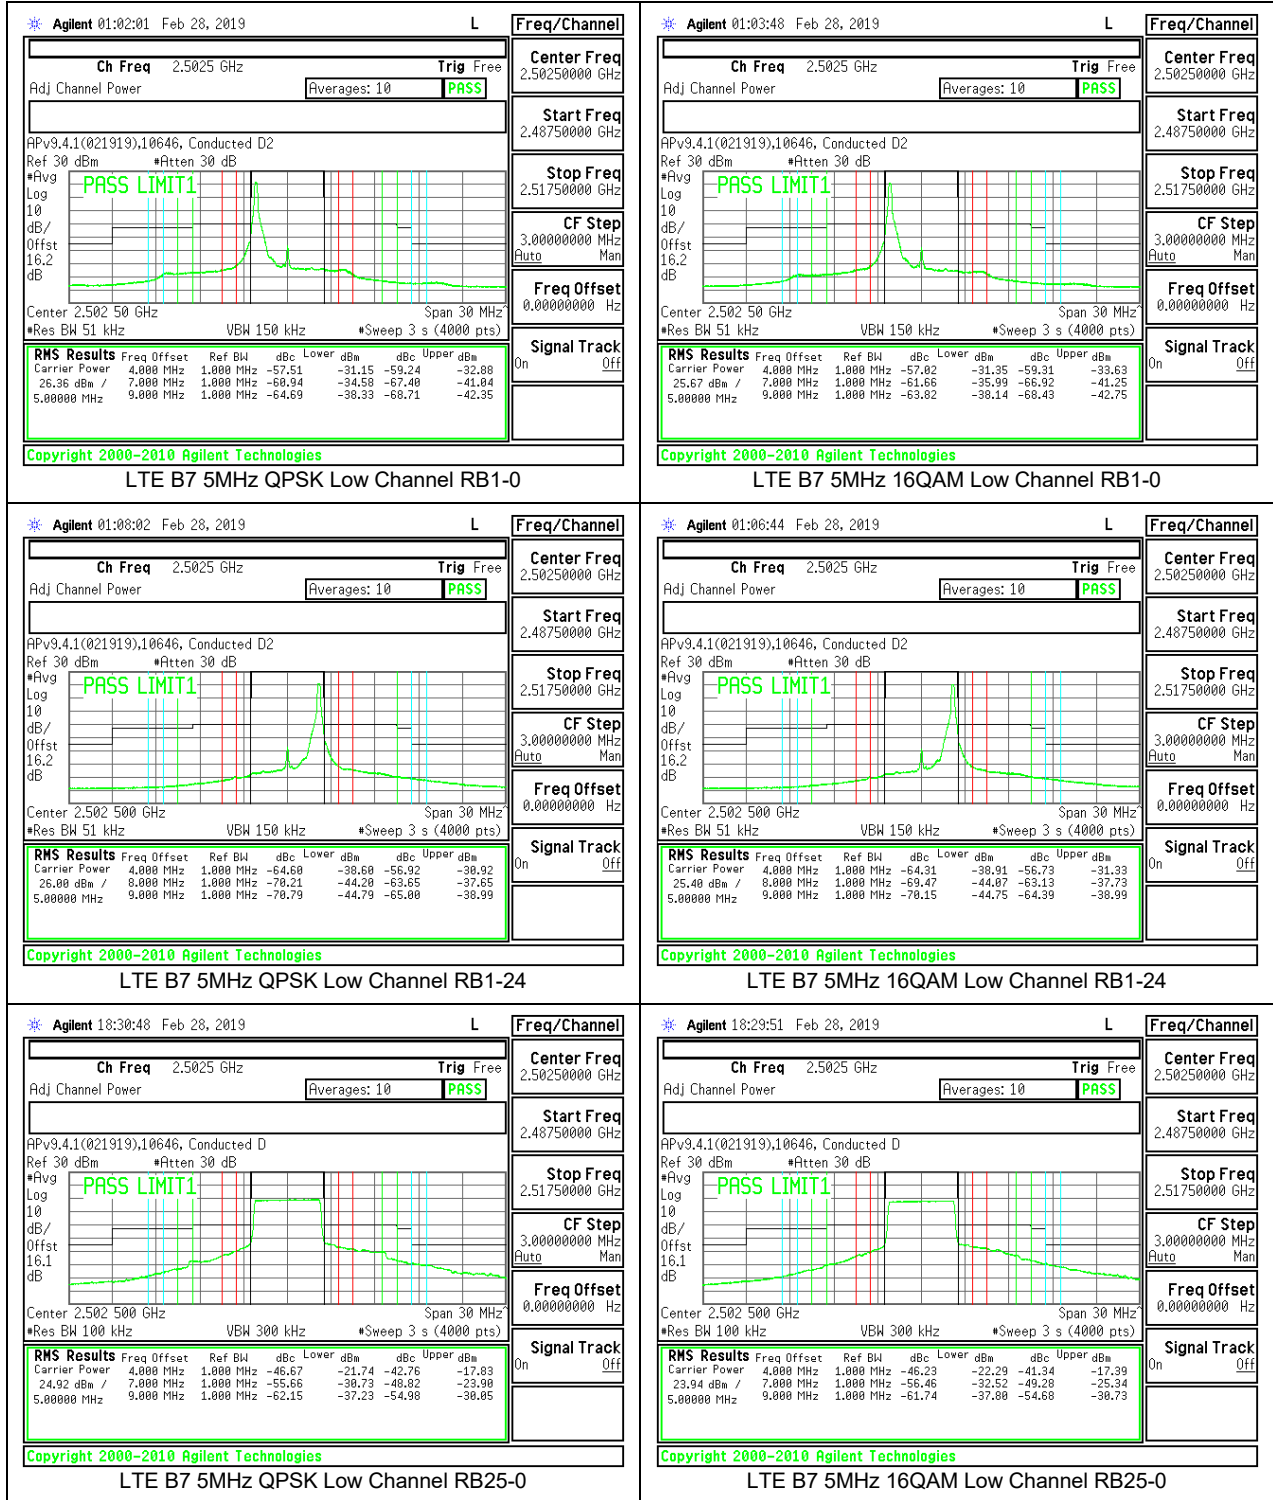 Agilent 01:02:01 Feb 28, 2019 L Freq/Channel
Ch Freq 2.5025 GHz Trig Free
Adj Channel Power Averages: 10 PASS
APv9.4.1(021919),10646, Conducted D2
Ref 30 dBm #Atten 30 dB
#Avg
Log
10
dB/
Offst
16.2
dB
PASS LIMIT1
Center 2.502 50 GHz Span 30 MHz^
#Res BW 51 kHz VBW 150 kHz #Sweep 3 s (4000 pts)
RMS Results Freq Offset Ref BW dBc Lower dBm dBc Upper dBm
Carrier Power 4.000 MHz 1.000 MHz -57.51 -31.15 -59.24 -32.88
26.36 dBm / 7.000 MHz 1.000 MHz -60.94 -34.58 -67.40 -41.04
5.00000 MHz 9.000 MHz 1.000 MHz -64.69 -38.33 -68.71 -42.35
Copyright 2000-2010 Agilent Technologies
Center Freq
2.50250000 GHz
Start Freq
2.48750000 GHz
Stop Freq
2.51750000 GHz
CF Step
3.00000000 MHz
Auto Man
Freq Offset
0.00000000 Hz
Signal Track
On Off
LTE B7 5MHz QPSK Low Channel RB1-0
Agilent 01:03:48 Feb 28, 2019 L Freq/Channel
Ch Freq 2.5025 GHz Trig Free
Adj Channel Power Averages: 10 PASS
APv9.4.1(021919),10646, Conducted D2
Ref 30 dBm #Atten 30 dB
#Avg
Log
10
dB/
Offst
16.2
dB
PASS LIMIT1
Center 2.502 50 GHz Span 30 MHz^
#Res BW 51 kHz VBW 150 kHz #Sweep 3 s (4000 pts)
RMS Results Freq Offset Ref BW dBc Lower dBm dBc Upper dBm
Carrier Power 4.000 MHz 1.000 MHz -57.02 -31.35 -59.31 -33.63
25.67 dBm / 7.000 MHz 1.000 MHz -61.66 -35.99 -66.92 -41.25
5.00000 MHz 9.000 MHz 1.000 MHz -63.82 -38.14 -68.43 -42.75
Copyright 2000-2010 Agilent Technologies
Center Freq
2.50250000 GHz
Start Freq
2.48750000 GHz
Stop Freq
2.51750000 GHz
CF Step
3.00000000 MHz
Auto Man
Freq Offset
0.00000000 Hz
Signal Track
On Off
LTE B7 5MHz 16QAM Low Channel RB1-0
Agilent 01:08:02 Feb 28, 2019 L Freq/Channel
Ch Freq 2.5025 GHz Trig Free
Adj Channel Power Averages: 10 PASS
APv9.4.1(021919),10646, Conducted D2
Ref 30 dBm #Atten 30 dB
#Avg
Log
10
dB/
Offst
16.2
dB
PASS LIMIT1
Center 2.502 500 GHz Span 30 MHz^
#Res BW 51 kHz VBW 150 kHz #Sweep 3 s (4000 pts)
RMS Results Freq Offset Ref BW dBc Lower dBm dBc Upper dBm
Carrier Power 4.000 MHz 1.000 MHz -64.60 -38.60 -56.92 -30.92
26.00 dBm / 8.000 MHz 1.000 MHz -70.21 -44.20 -63.65 -37.65
5.00000 MHz 9.000 MHz 1.000 MHz -70.79 -44.79 -65.00 -38.99
Copyright 2000-2010 Agilent Technologies
Center Freq
2.50250000 GHz
Start Freq
2.48750000 GHz
Stop Freq
2.51750000 GHz
CF Step
3.00000000 MHz
Auto Man
Freq Offset
0.00000000 Hz
Signal Track
On Off
LTE B7 5MHz QPSK Low Channel RB1-24
Agilent 01:06:44 Feb 28, 2019 L Freq/Channel
Ch Freq 2.5025 GHz Trig Free
Adj Channel Power Averages: 10 PASS
APv9.4.1(021919),10646, Conducted D2
Ref 30 dBm #Atten 30 dB
#Avg
Log
10
dB/
Offst
16.2
dB
PASS LIMIT1
Center 2.502 500 GHz Span 30 MHz^
#Res BW 51 kHz VBW 150 kHz #Sweep 3 s (4000 pts)
RMS Results Freq Offset Ref BW dBc Lower dBm dBc Upper dBm
Carrier Power 4.000 MHz 1.000 MHz -64.31 -38.91 -56.73 -31.33
25.40 dBm / 8.000 MHz 1.000 MHz -69.47 -44.07 -63.13 -37.73
5.00000 MHz 9.000 MHz 1.000 MHz -70.15 -44.75 -64.39 -38.99
Copyright 2000-2010 Agilent Technologies
Center Freq
2.50250000 GHz
Start Freq
2.48750000 GHz
Stop Freq
2.51750000 GHz
CF Step
3.00000000 MHz
Auto Man
Freq Offset
0.00000000 Hz
Signal Track
On Off
LTE B7 5MHz 16QAM Low Channel RB1-24
Agilent 18:30:48 Feb 28, 2019 L Freq/Channel
Ch Freq 2.5025 GHz Trig Free
Adj Channel Power Averages: 10 PASS
APv9.4.1(021919),10646, Conducted D
Ref 30 dBm #Atten 30 dB
#Avg
Log
10
dB/
Offst
16.1
dB
PASS LIMIT1
Center 2.502 500 GHz Span 30 MHz^
#Res BW 100 kHz VBW 300 kHz #Sweep 3 s (4000 pts)
RMS Results Freq Offset Ref BW dBc Lower dBm dBc Upper dBm
Carrier Power 4.000 MHz 1.000 MHz -46.67 -21.74 -42.76 -17.83
24.92 dBm / 7.000 MHz 1.000 MHz -55.66 -30.73 -48.82 -23.90
5.00000 MHz 9.000 MHz 1.000 MHz -62.15 -37.23 -54.98 -30.05
Copyright 2000-2010 Agilent Technologies
Center Freq
2.50250000 GHz
Start Freq
2.48750000 GHz
Stop Freq
2.51750000 GHz
CF Step
3.00000000 MHz
Auto Man
Freq Offset
0.00000000 Hz
Signal Track
On Off
LTE B7 5MHz QPSK Low Channel RB25-0
Agilent 18:29:51 Feb 28, 2019 L Freq/Channel
Ch Freq 2.5025 GHz Trig Free
Adj Channel Power Averages: 10 PASS
APv9.4.1(021919),10646, Conducted D
Ref 30 dBm #Atten 30 dB
#Avg
Log
10
dB/
Offst
16.1
dB
PASS LIMIT1
Center 2.502 500 GHz Span 30 MHz^
#Res BW 100 kHz VBW 300 kHz #Sweep 3 s (4000 pts)
RMS Results Freq Offset Ref BW dBc Lower dBm dBc Upper dBm
Carrier Power 4.000 MHz 1.000 MHz -46.23 -22.29 -41.34 -17.39
23.94 dBm / 7.000 MHz 1.000 MHz -56.46 -32.52 -49.28 -25.34
5.00000 MHz 9.000 MHz 1.000 MHz -61.74 -37.80 -54.68 -30.73
Copyright 2000-2010 Agilent Technologies
Center Freq
2.50250000 GHz
Start Freq
2.48750000 GHz
Stop Freq
2.51750000 GHz
CF Step
3.00000000 MHz
Auto Man
Freq Offset
0.00000000 Hz
Signal Track
On Off
LTE B7 5MHz 16QAM Low Channel RB25-0